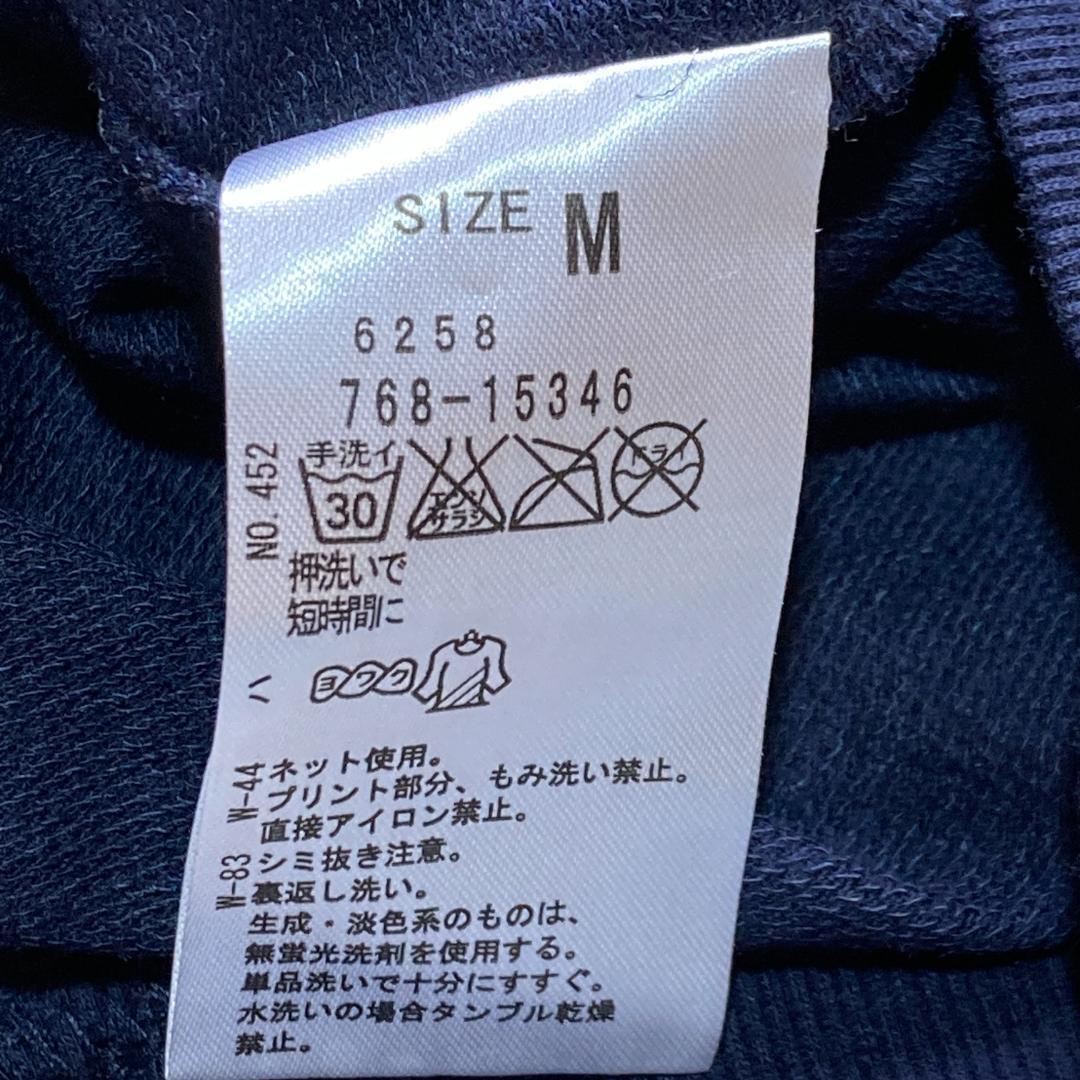 SIZE M
6258
768-15346
NO.452
手洗イ
30
エンソ
サラシ
ドライ
押洗いで
短時間に
ハ
ヨワク
W-44
ネット使用。
プリント部分、もみ洗い禁止。
直接アイロン禁止。
W-83
シミ抜き注意。
裏返し洗い。
生成・淡色系のものは、
無蛍光洗剤を使用する。
単品洗いで十分にすすぐ。
水洗いの場合タンブル乾燥
禁止。